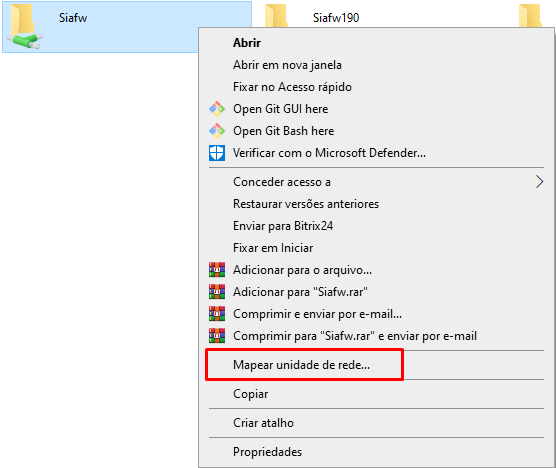 Siafw
Siafw190
Abrir
Abrir em nova janela
Fixar no Acesso rápido
Open Git GUI here
Open Git Bash here
Verificar com o Microsoft Defender...
Conceder acesso a
Restaurar versões anteriores
Enviar para Bitrix24
Fixar em Iniciar
Adicionar para o arquivo...
Adicionar para "Siafw.rar"
Comprimir e enviar por e-mail...
Comprimir para "Siafw.rar" e enviar por e-mail
Mapear unidade de rede...
Copiar
Criar atalho
Propriedades